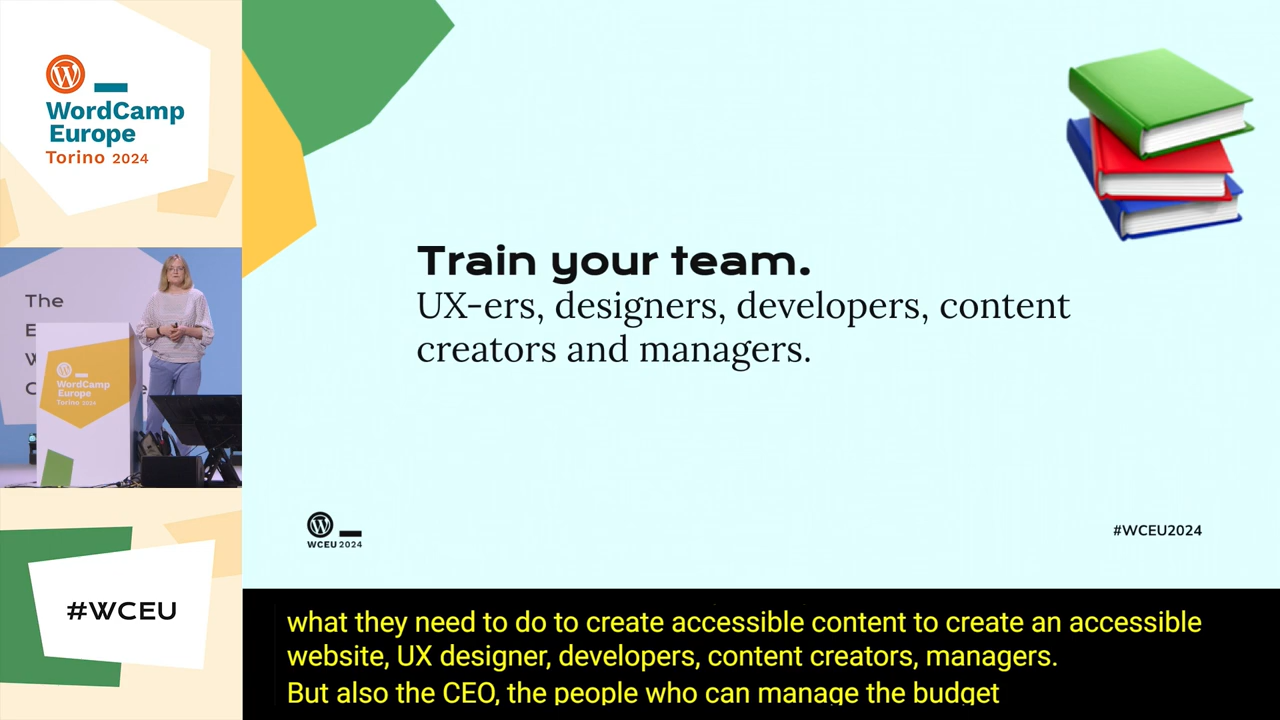 WordCamp
Europe
Torino 2024
The
WordCamp
Europe
Torino 2024
#WCEU
Train your team.
UX-ers, designers, developers, content
creators and managers.
WCEU 2024
#WCEU2024
what they need to do to create accessible content to create an accessible
website, UX designer, developers, content creators, managers.
But also the CEO, the people who can manage the budget